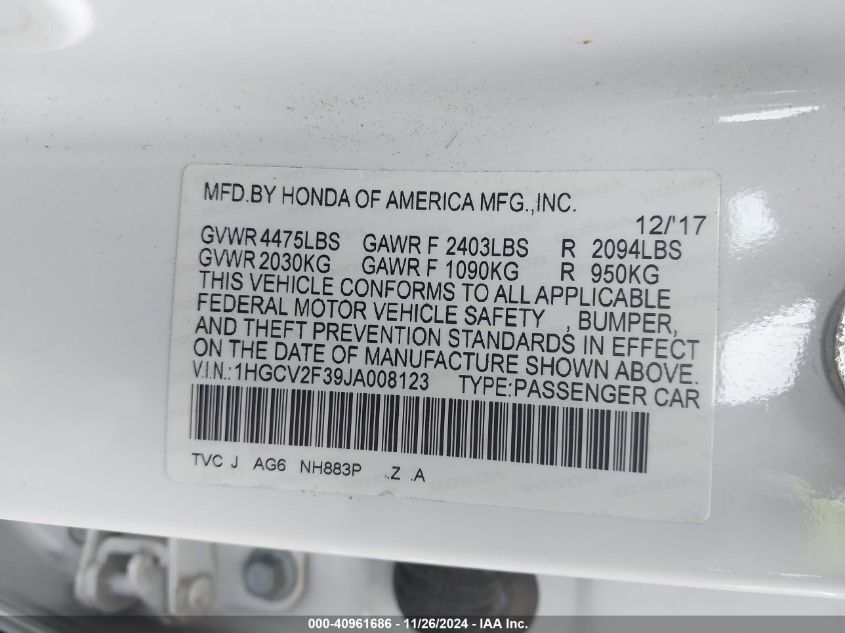 MFD.BY HONDA OF AMERICA MFG.,INC.
12/'17
GVWR 4475LBS GAWR F 2403LBS R 2094LBS
GVWR 2030KG GAWR F 1090KG R 950KG
THIS VEHICLE CONFORMS TO ALL APPLICABLE
FEDERAL MOTOR VEHICLE SAFETY , BUMPER,
AND THEFT PREVENTION STANDARDS IN EFFECT
ON THE DATE OF MANUFACTURE SHOWN ABOVE.
V.I.N.:1HGCV2F39JA008123 TYPE:PASSENGER CAR
TVC J AG6 NH883P .Z .A
000-40961686 - 11/26/2024 - IAA Inc.